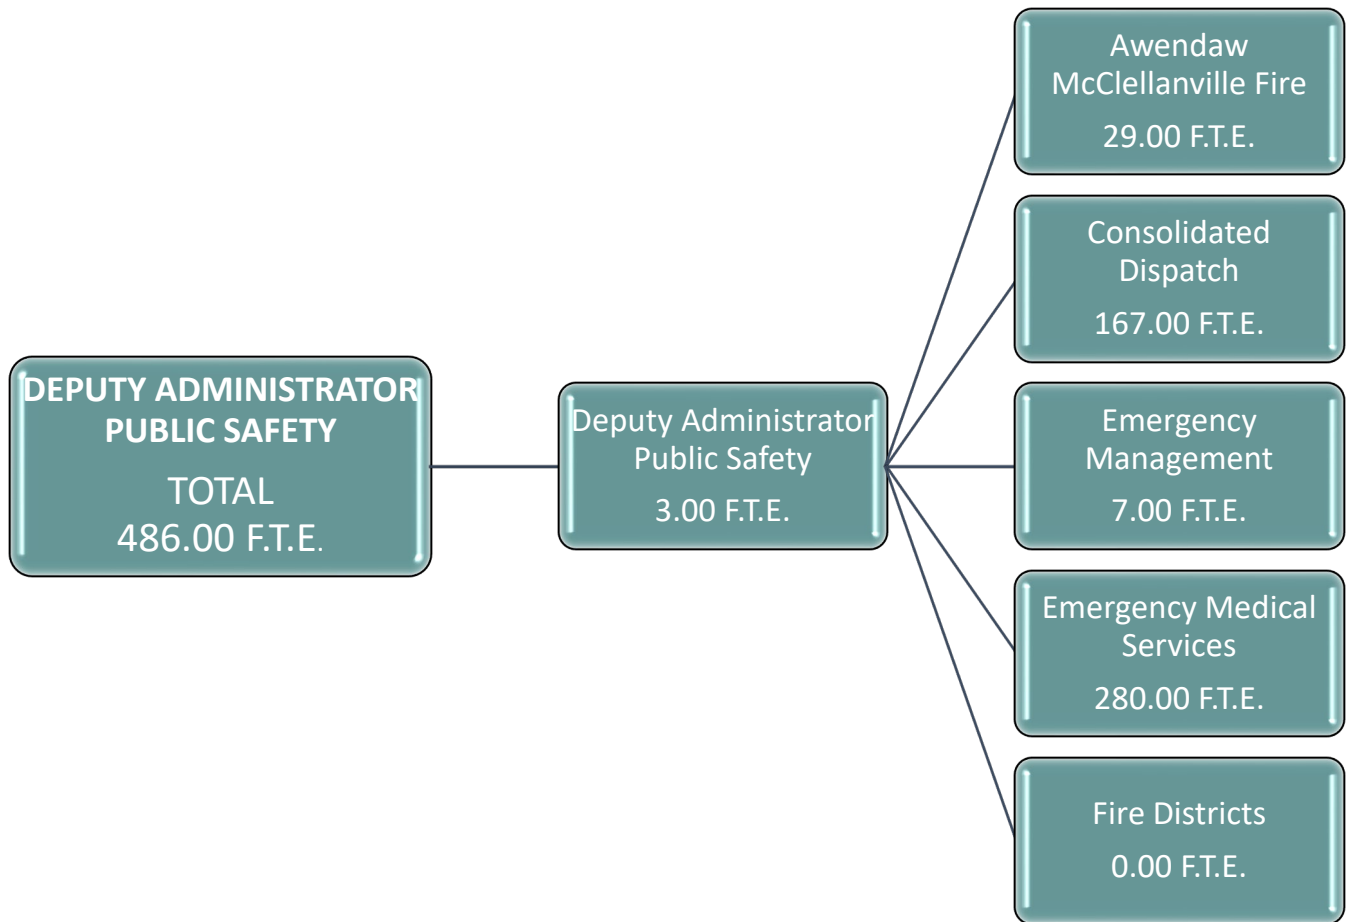 DEPUTY ADMINISTRATOR
PUBLIC SAFETY
TOTAL
486.00 F.T.E.
Deputy Administrator
Public Safety
3.00 F.T.E.
Awendaw
McClellanville Fire
29.00 F.T.E.
Consolidated
Dispatch
167.00 F.T.E.
Emergency
Management
7.00 F.T.E.
Emergency Medical
Services
280.00 F.T.E.
Fire Districts
0.00 F.T.E.